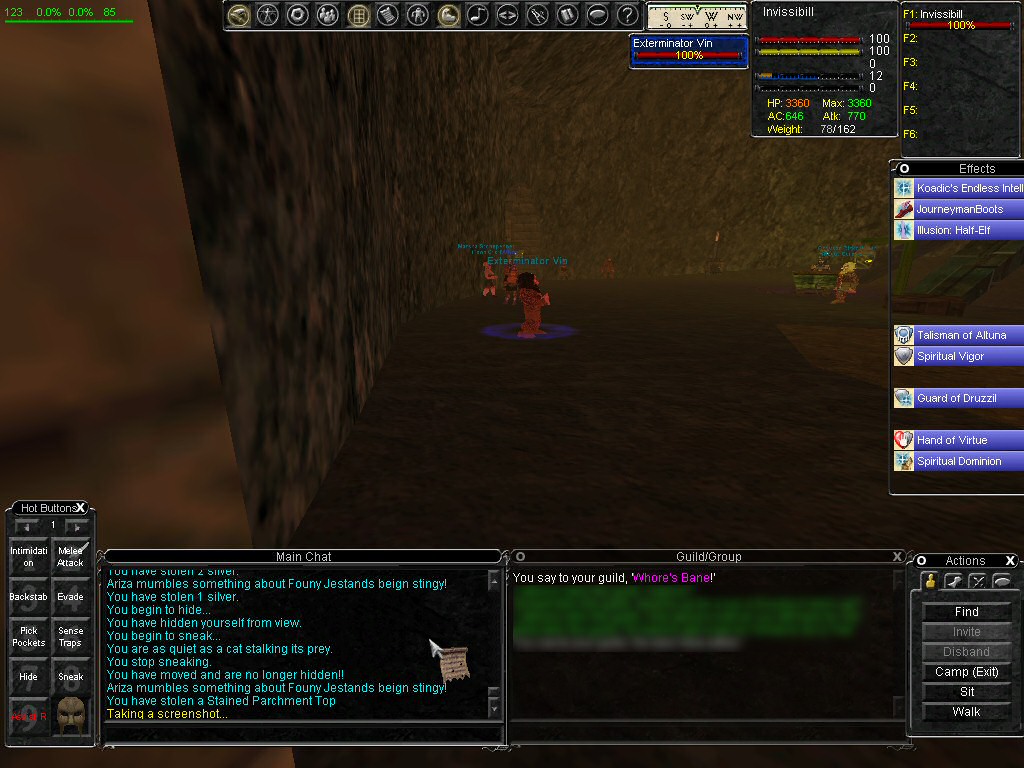 123 0.0% 0.0% 85
S SW W NW
Invissibill
100
100
0
12
0
HP: 3360 Max: 3360
AC:646 Atk: 770
Weight: 78/162
F1: Invissibill
100%
F2:
F3:
F4:
F5:
F6:
Exterminator Vin
100%
Effects
Koadic's Endless Intell
JourneymanBoots
Illusion: Half-Elf
Talisman of Altuna
Spiritual Vigor
Guard of Druzzil
Hand of Virtue
Spiritual Dominion
Exterminator Vin
Hot Buttons X
1
Intimidati
on
Melee
Attack
Backstab
Evade
Pick
Pockets
Sense
Traps
Hide
Sneak
Main Chat
You have stolen 2 silver.
Ariza mumbles something about Founy Jestands beign stingy!
You have stolen 1 silver.
You begin to hide...
You have hidden yourself from view.
You begin to sneak...
You are as quiet as a cat stalking its prey.
You stop sneaking.
You have moved and are no longer hidden!!
Ariza mumbles something about Founy Jestands beign stingy!
You have stolen a Stained Parchment Top
Taking a screenshot...
Guild/Group X
You say to your guild, 'Whore's Bane!'
Actions X
Find
Invite
Disband
Camp (Exit)
Sit
Walk